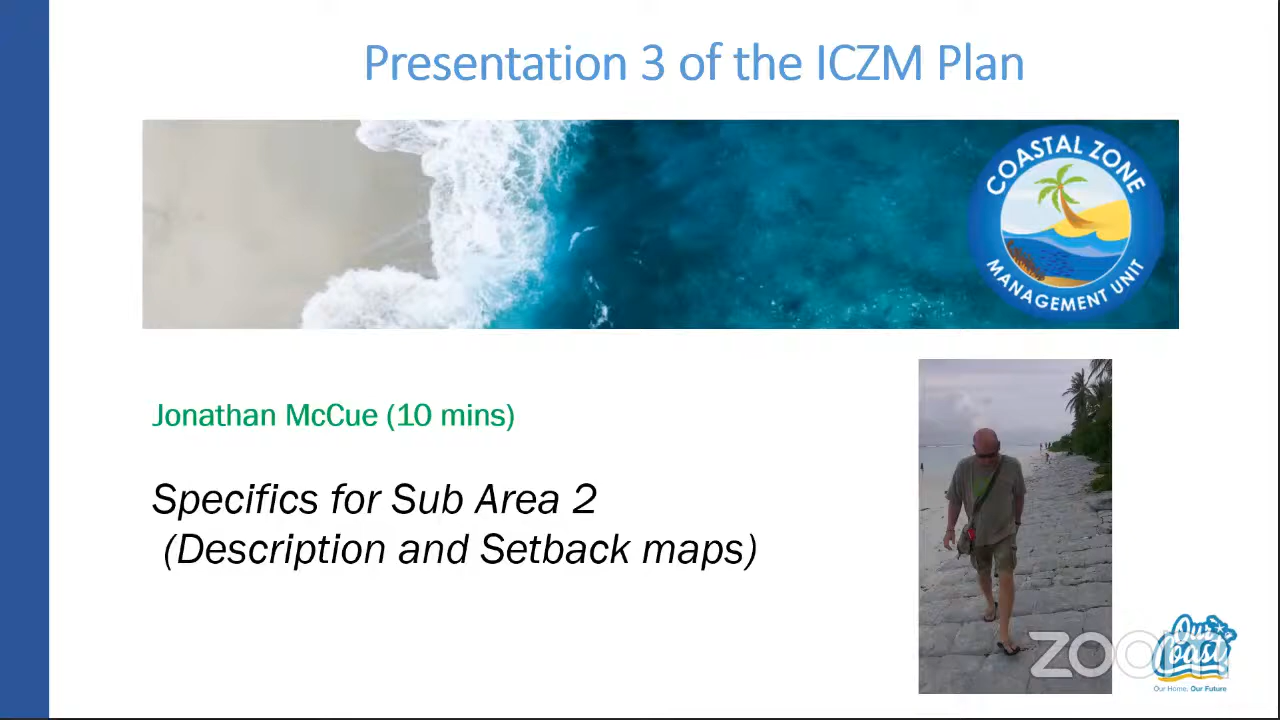 Presentation 3 of the ICZM Plan
COASTAL ZONE
MANAGEMENT UNIT
Jonathan McCue (10 mins)
Specifics for Sub Area 2
(Description and Setback maps)
zoom
Our
Coast
Our Home. Our Future